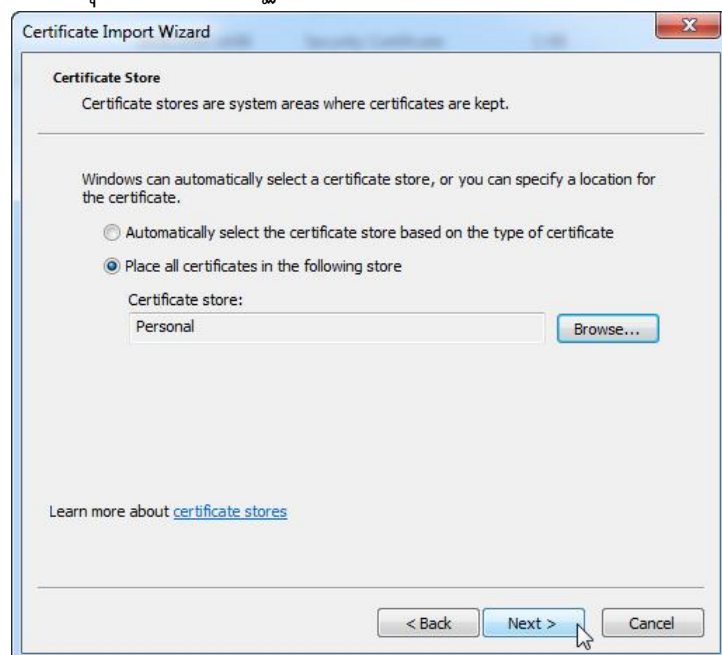 Certificate Import Wizard
Certificate Store
Certificate stores are system areas where certificates are kept.
Windows can automatically select a certificate store, or you can specify a location for
the certificate.
Automatically select the certificate store based on the type of certificate
Place all certificates in the following store
Certificate store:
Personal
Browse...
Learn more about certificate stores
< Back
Next >
Cancel